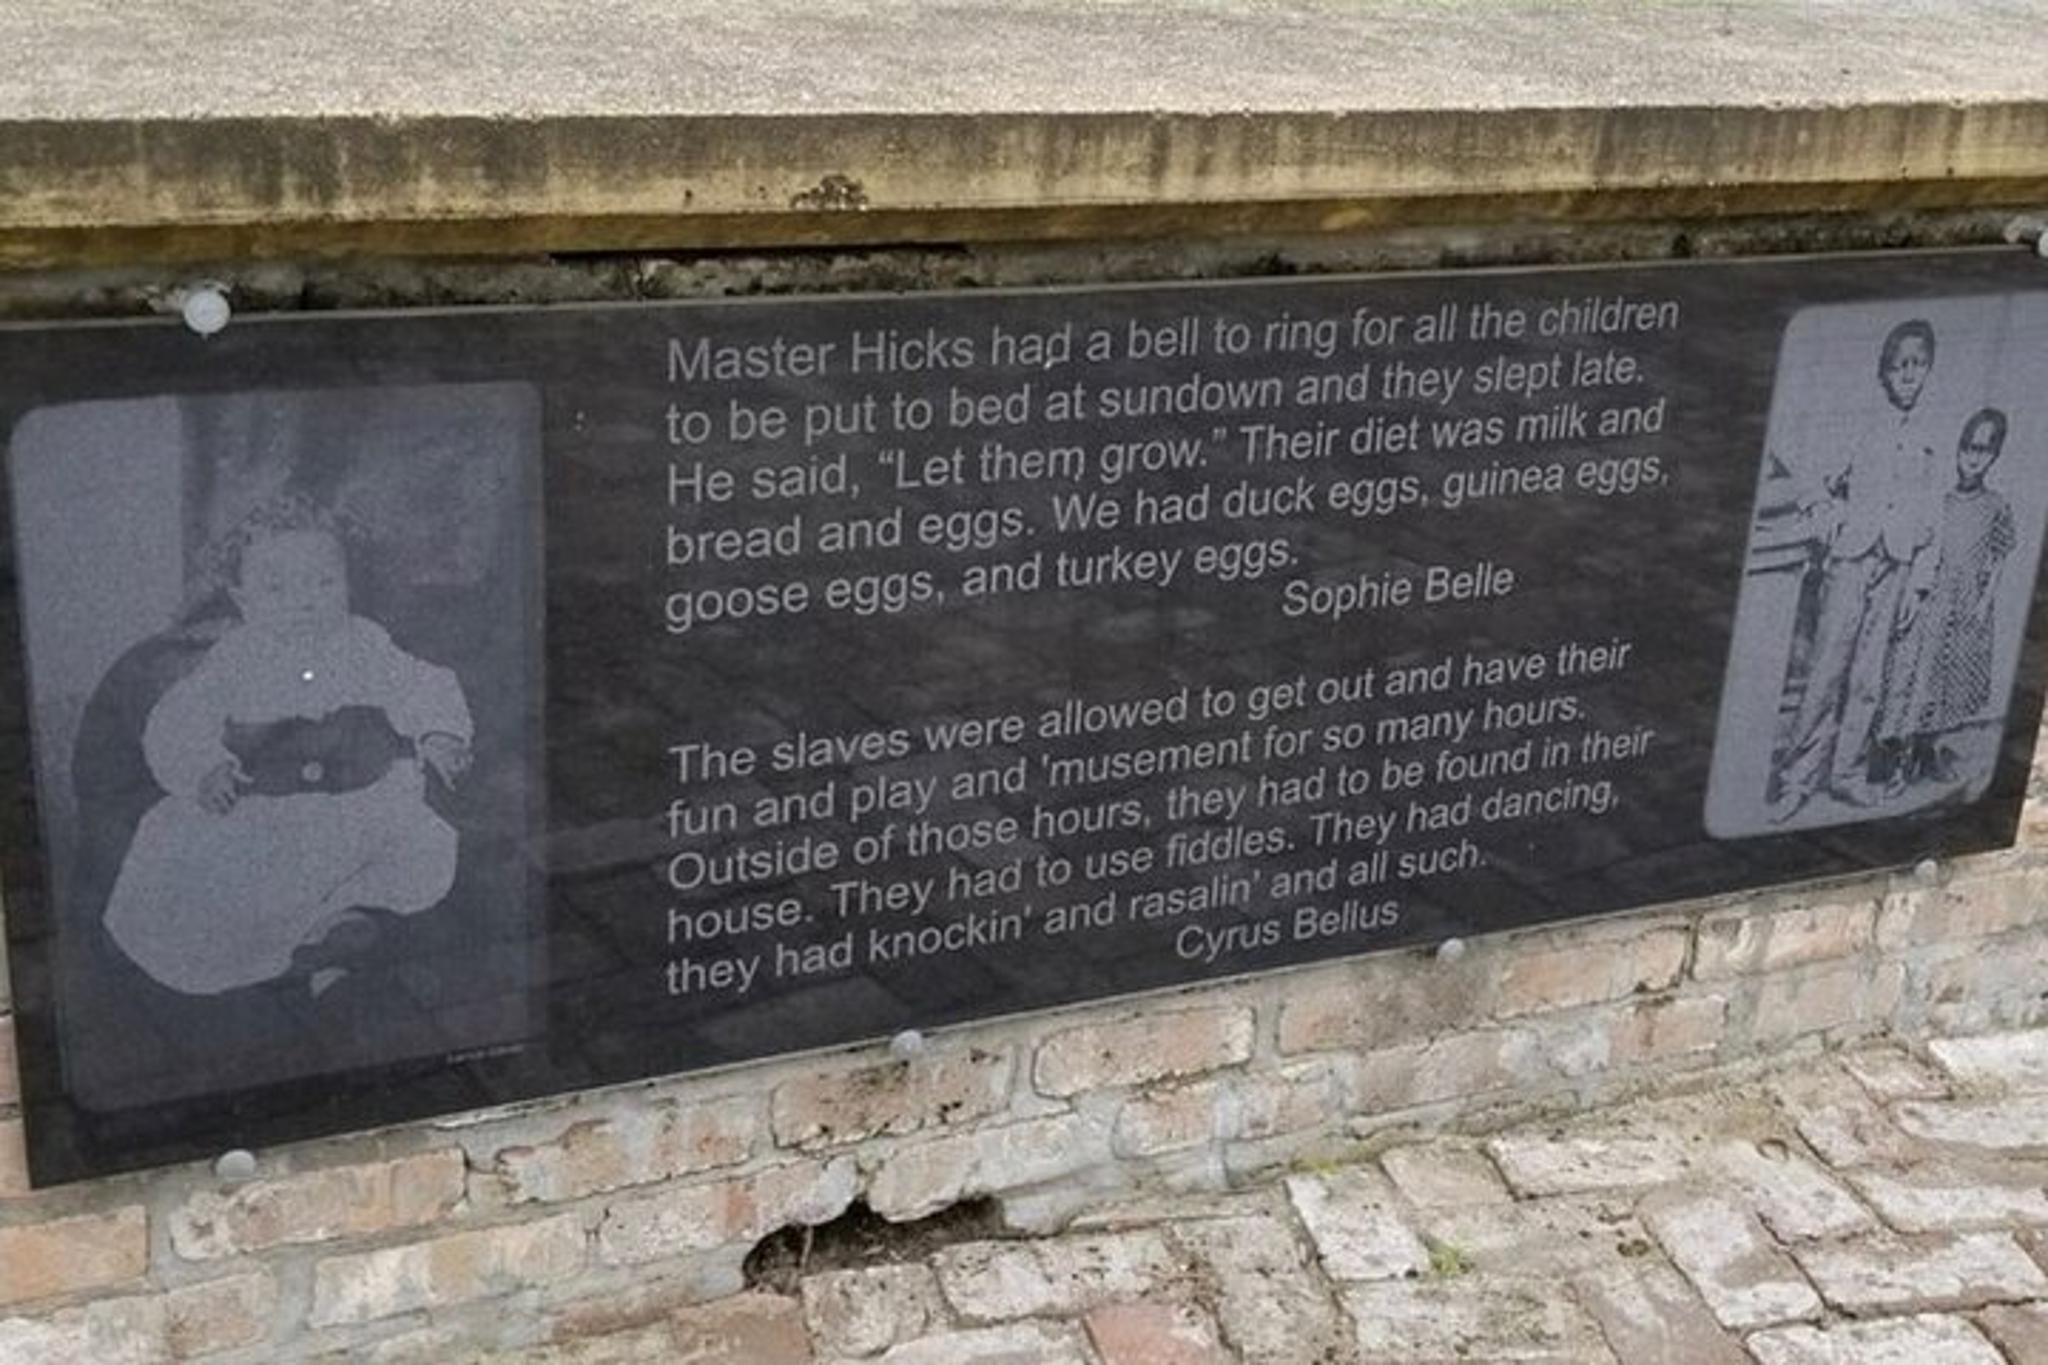 Master Hicks had a bell to ring for all the children
to be put to bed at sundown and they slept late.
He said, “Let them grow.” Their diet was milk and
bread and eggs. We had duck eggs, guinea eggs,
goose eggs, and turkey eggs.
Sophie Belle
The slaves were allowed to get out and have their
fun and play and 'musement for so many hours.
Outside of those hours, they had to be found in their
house. They had to use fiddles. They had dancing,
they had knockin' and rasalin' and all such.
Cyrus Bellus